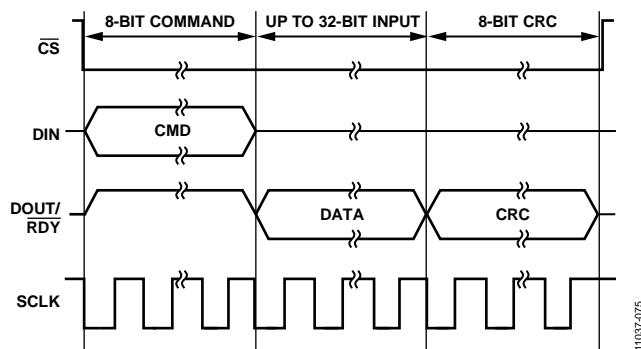 8-BIT COMMAND UP TO 32-BIT INPUT 8-BIT CRC
CS
DIN CMD
DOUT/
RDY DATA CRC
SCLK
11037-075